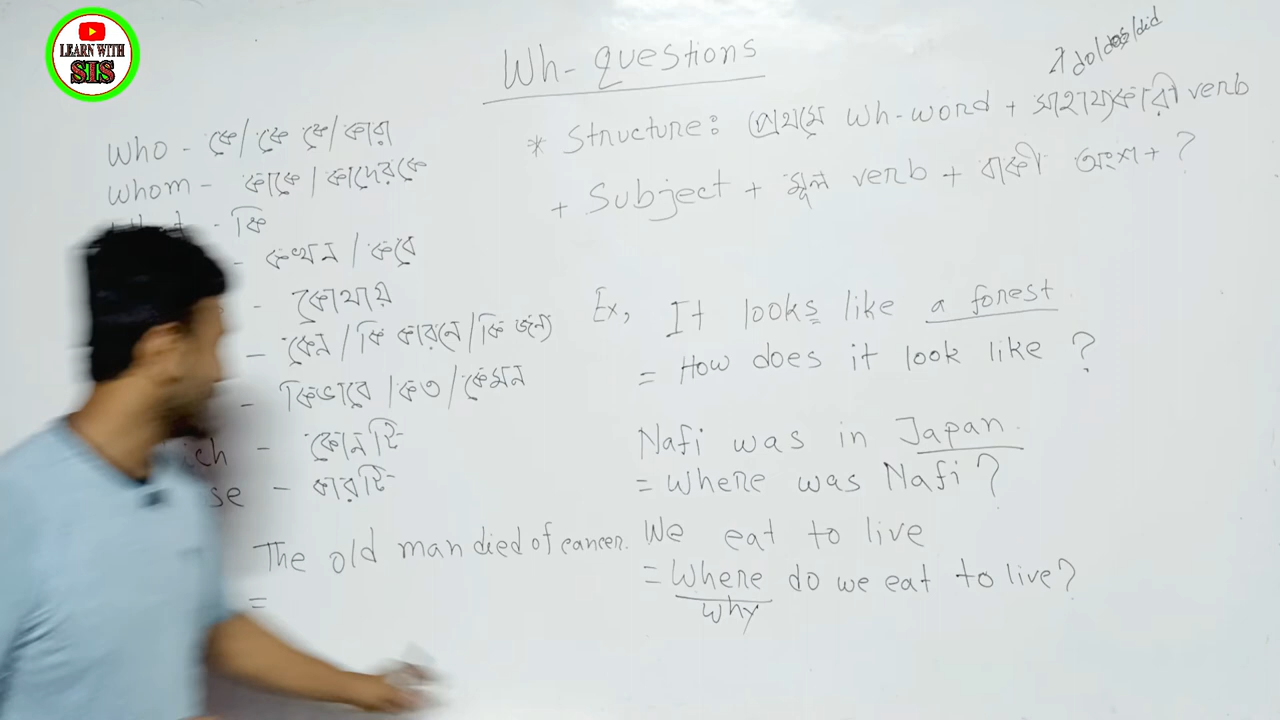 LEARN WITH
SIS
Wh- questions
do/does/did
* Structure: প্রথমে Wh-word + সাহায্যকারী verb
+ Subject + মূল verb + বাকী অংশ + ?
Who - কে/কে কে/কারা
Whom - কাকে/কাদেরকে
- কি
- কখন/কবে
- কোথায়
- কেন/কি কারনে/কি জন্য
- কিভাবে/কত/কেমন
ich - কোনটি
se - কারটি
Ex, It looks like a forest
= How does it look like ?
Nafi was in Japan.
= Where was Nafi?
We eat to live
= Where do we eat to live?
why
The old man died of cancer.
=